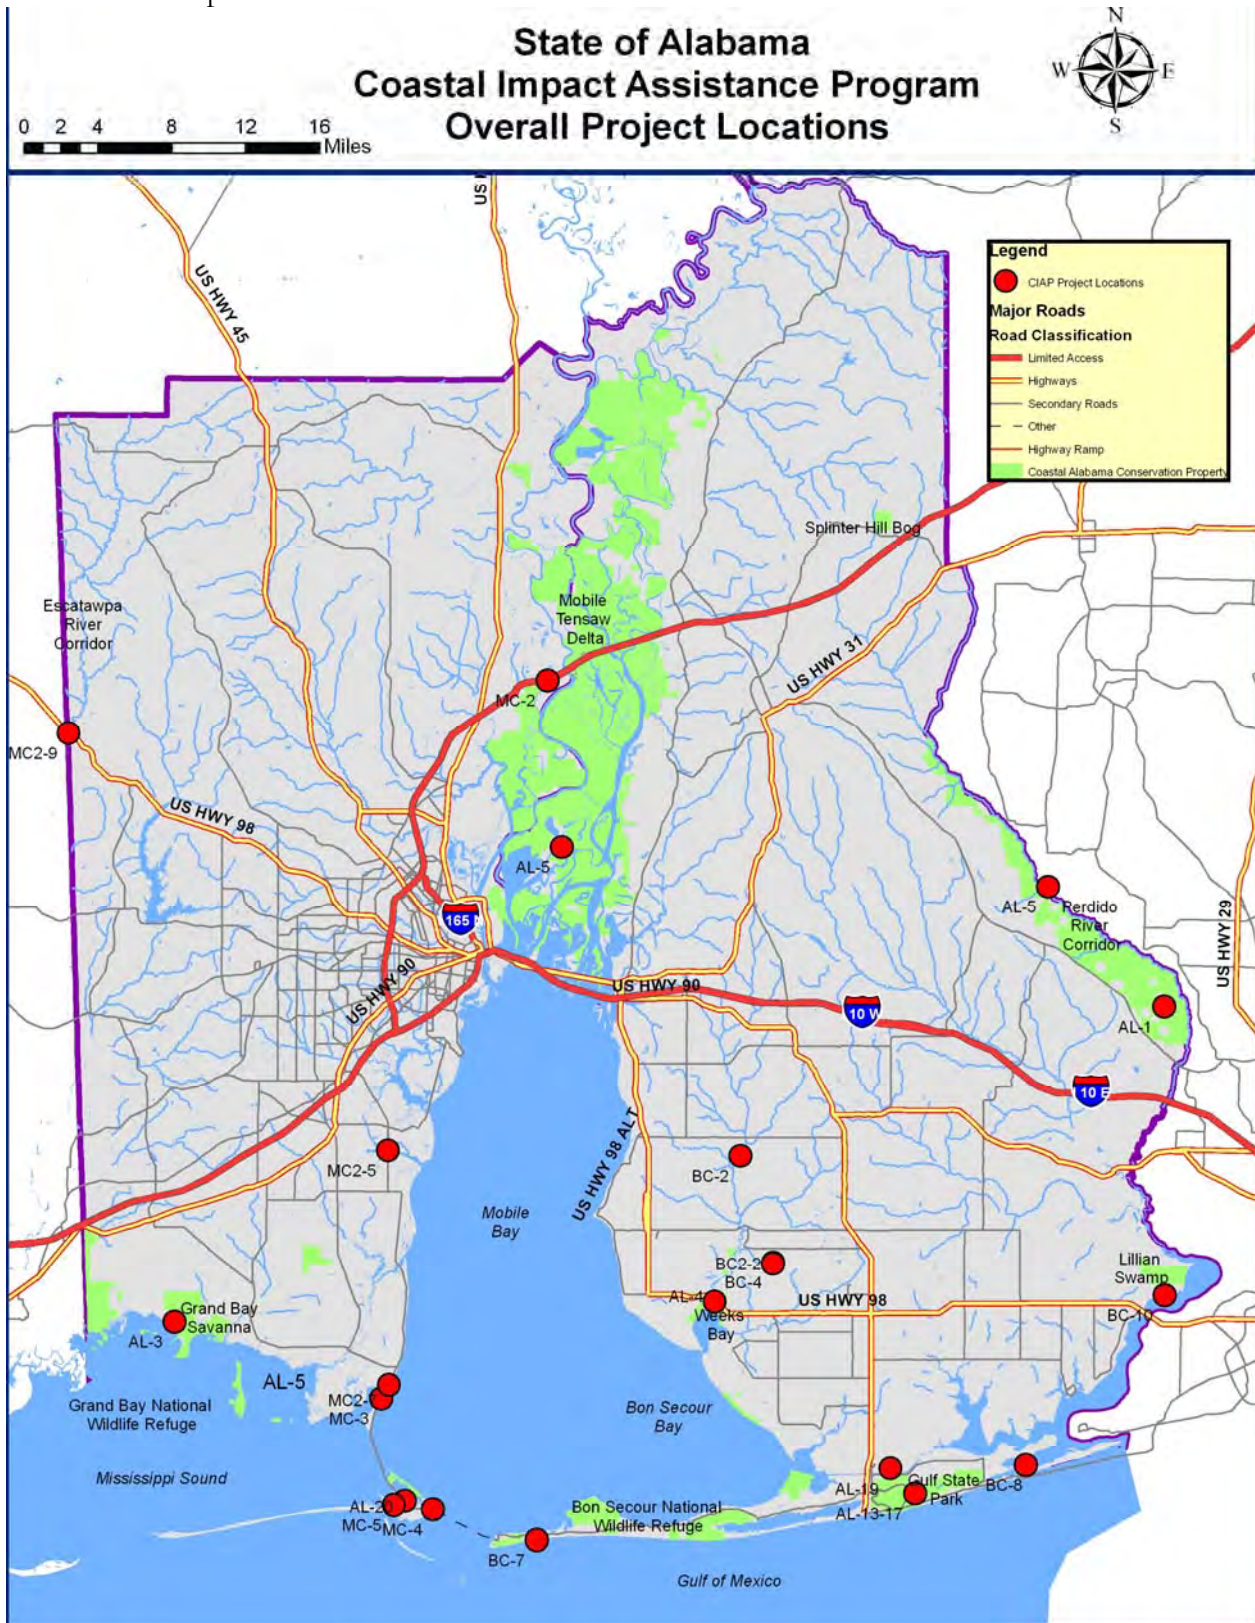 State of Alabama
Coastal Impact Assistance Program
Overall Project Locations
N
W E
S
0 2 4 8 12 16
Miles
Legend
CIAP Project Locations
Major Roads
Road Classification
Limited Access
Highways
Secondary Roads
Other
Highway Ramp
Coastal Alabama Conservation Property
US HWY 45
Splinter Hill Bog
Escatawpa
River
Corridor
Mobile
Tensaw
Delta
US HWY 31
MC-2
MC2-9
US HWY 98
AL-5
AL-5
Rerdido
River
Corridor
165 N
US HWY 29
US HWY 90
US HWY 90
10 W
AL-1
10 E
US HWY 98 ALT
MC2-5
BC-2
Mobile
Bay
BC2-2
BC-4
Lillian
Swamp
AL-4
US HWY 98
BC-10
Weeks
Bay
Grand Bay
Savanna
AL-3
AL-5
Grand Bay National
Wildlife Refuge
MC2-7
MC-3
Bon Secour
Bay
Mississippi Sound
AL-19
Gulf State
Park
BC-8
AL-13-17
AL-20
MC-5
MC-4
Bon Secour National
Wildlife Refuge
BC-7
Gulf of Mexico